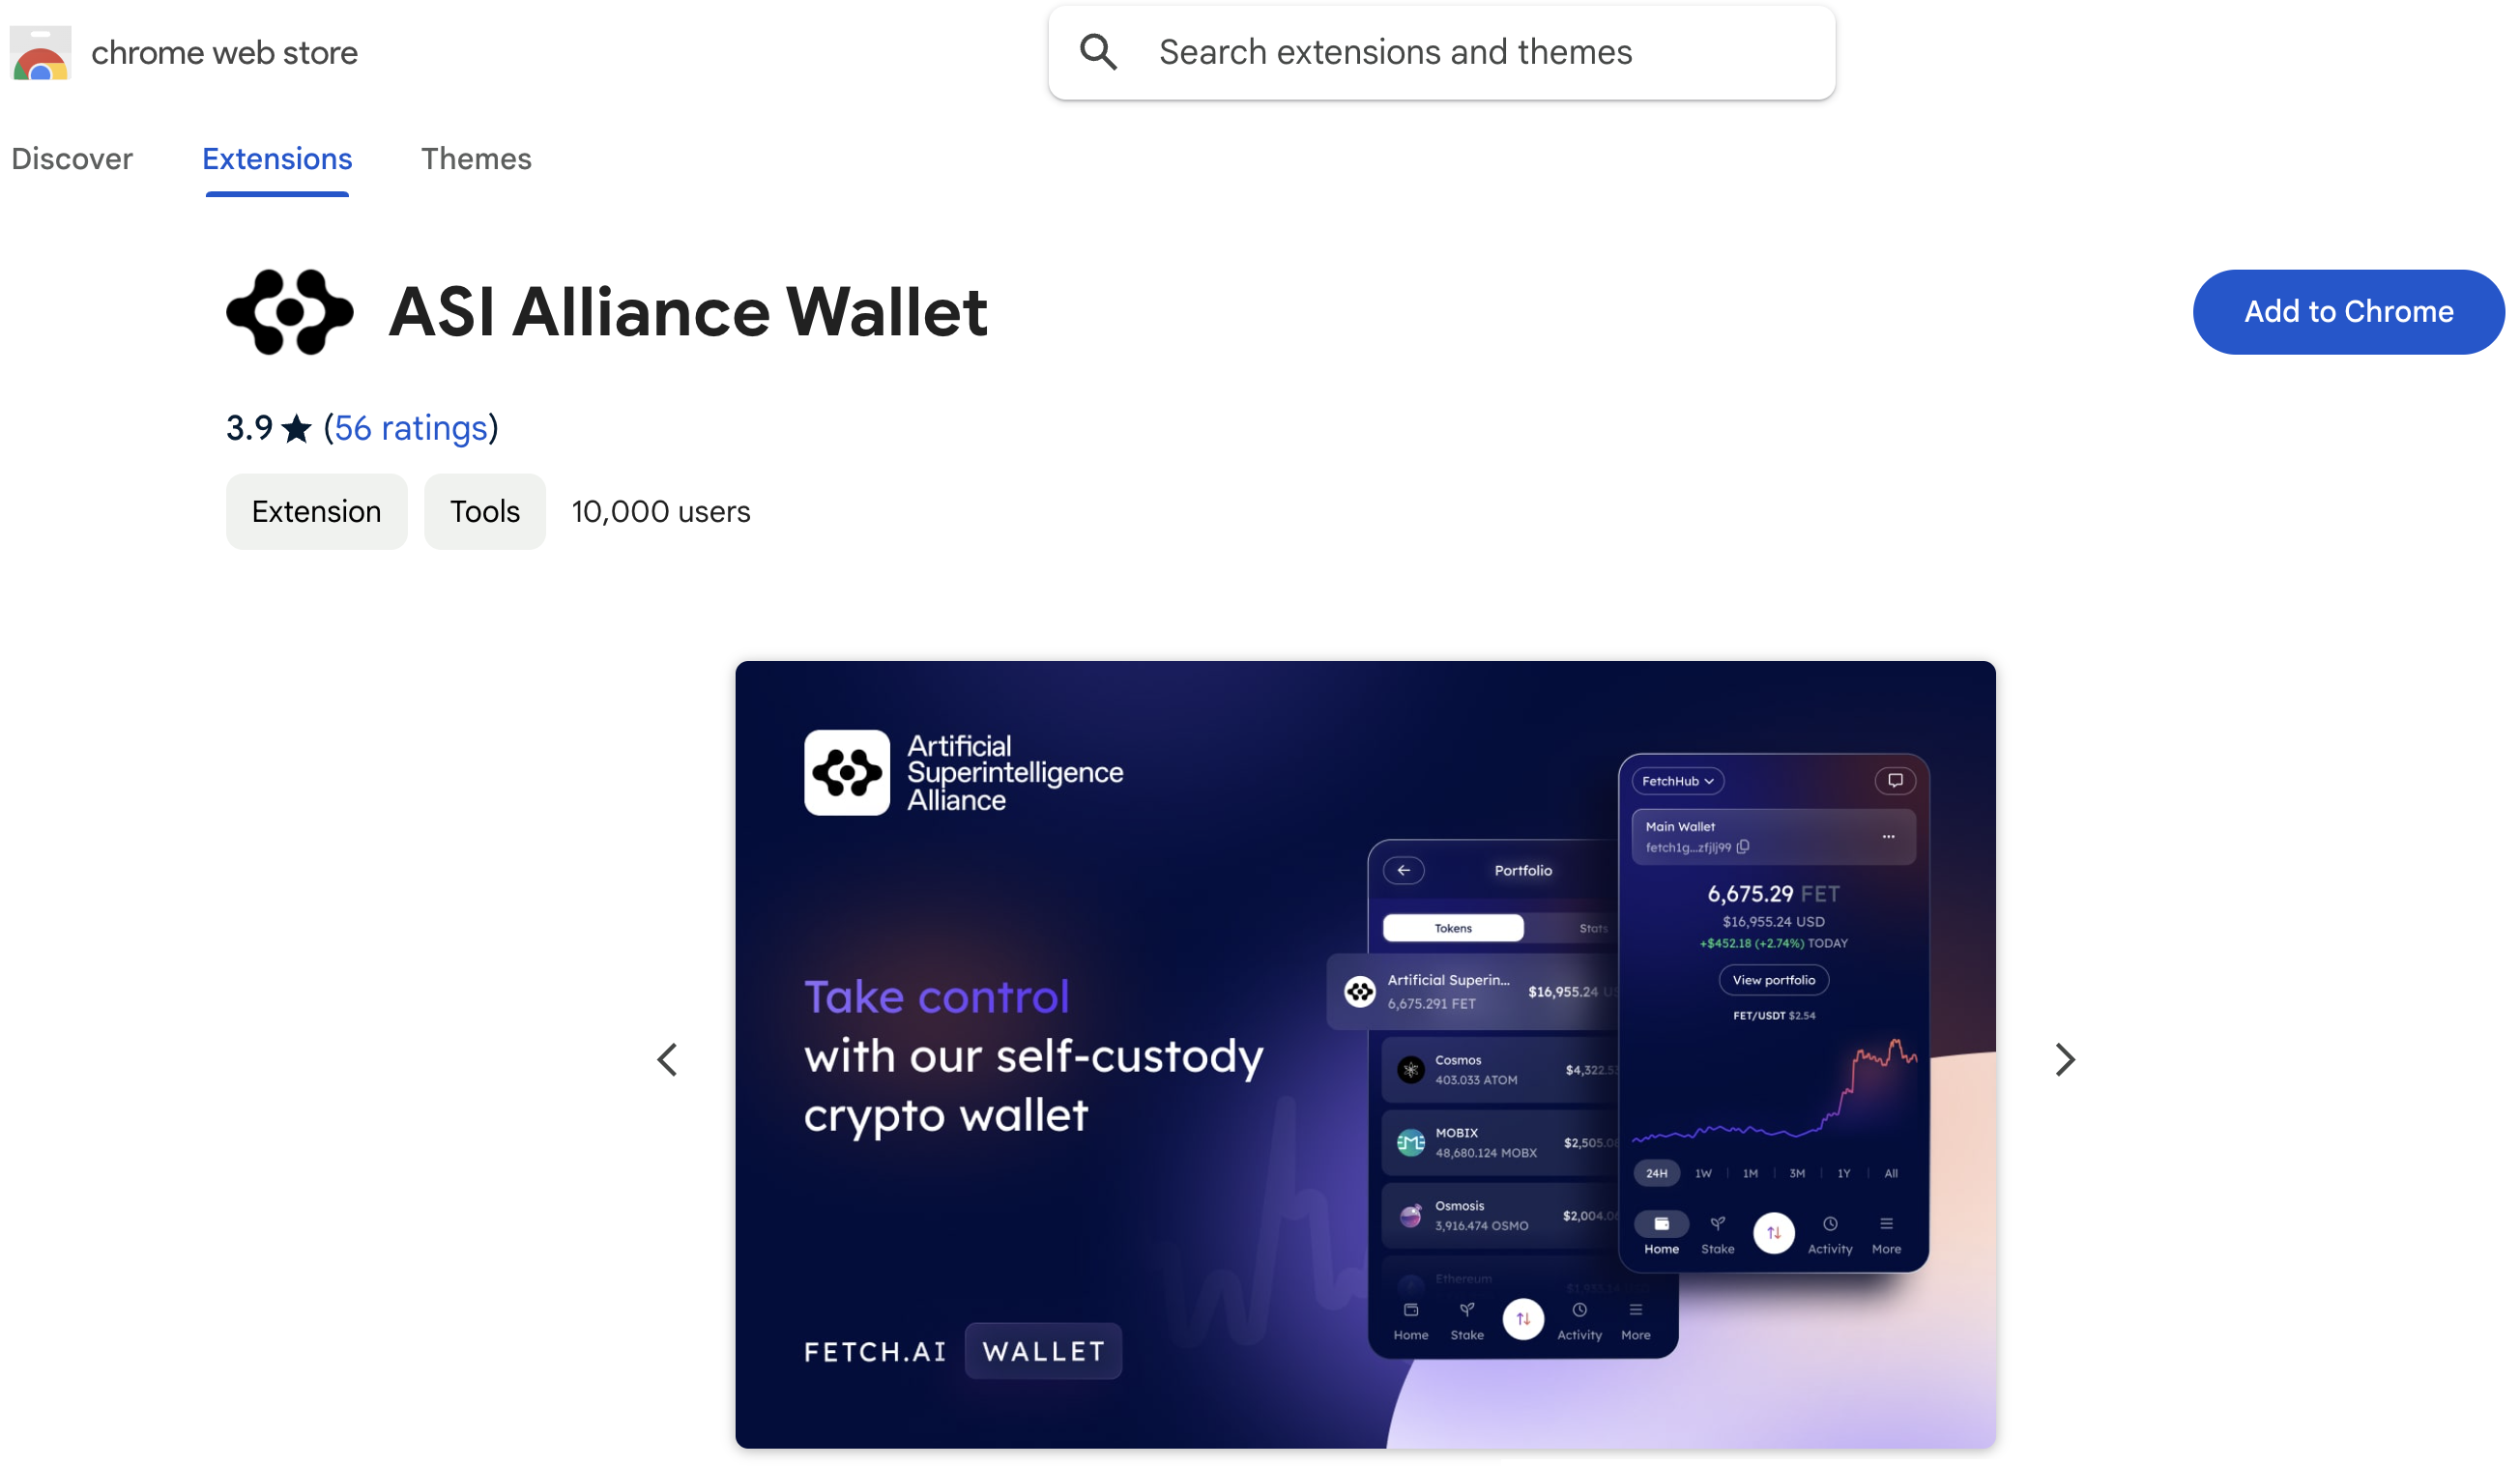 chrome web store
Search extensions and themes
Discover
Extensions
Themes
ASI Alliance Wallet
Add to Chrome
3.9 ★ (56 ratings)
Extension
Tools
10,000 users
Artificial
Superintelligence
Alliance
Take control
with our self-custody
crypto wallet
FETCH.AI WALLET
Portfolio
Tokens
Stats
Artificial Superin...
6,675.291 FET
$16,955.24 US
Cosmos
403.033 ATOM
$4,322.53
MOBIX
48,680.124 MOBX
$2,505.06
Osmosis
3,916.474 OSMO
$2,004.06
Ethereum
Home
Stake
Activity
More
FetchHub
Main Wallet
fetch1g...zfjlj99
6,675.29 FET
$16,955.24 USD
+$452.18 (+2.74%) TODAY
View portfolio
FET/USDT $2.54
24H
1W
1M
3M
1Y
All
Home
Stake
Activity
More